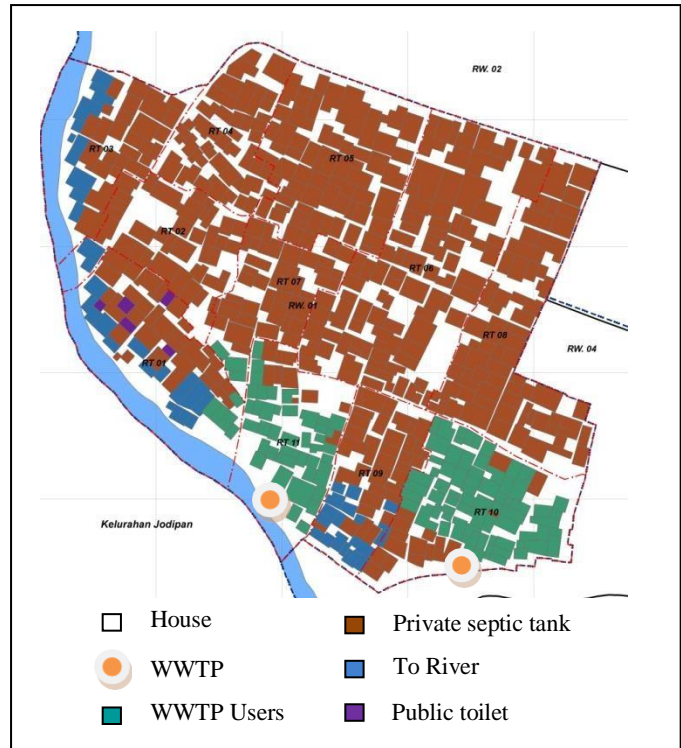 RW. 02
RT 04
RT 03
RT 05
RT 02
RT 06
RT 07
RW. 01
RT 08
RW. 04
RT 01
RT 11
RT 09
RT 10
Kelurahan Jodipan
House
Private septic tank
WWTP
To River
WWTP Users
Public toilet